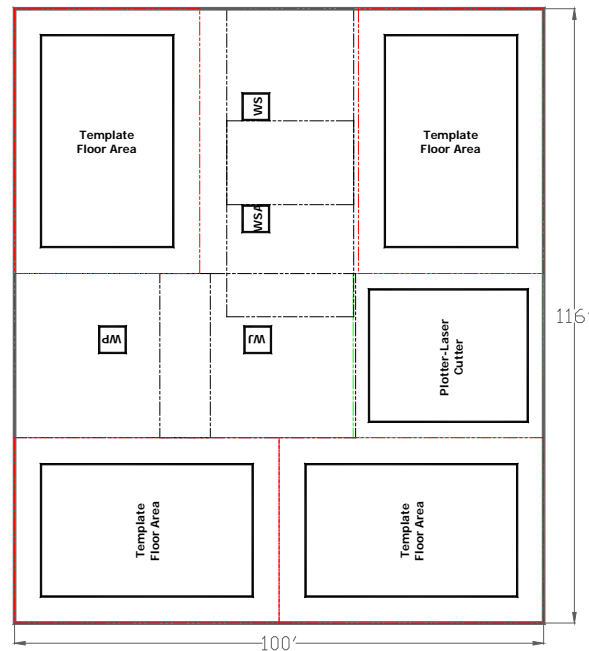 Template
Floor Area
WS
Template
Floor Area
WSA
WP
WJ
Plotter-Laser
Cutter
116'
Template
Floor Area
Template
Floor Area
100'